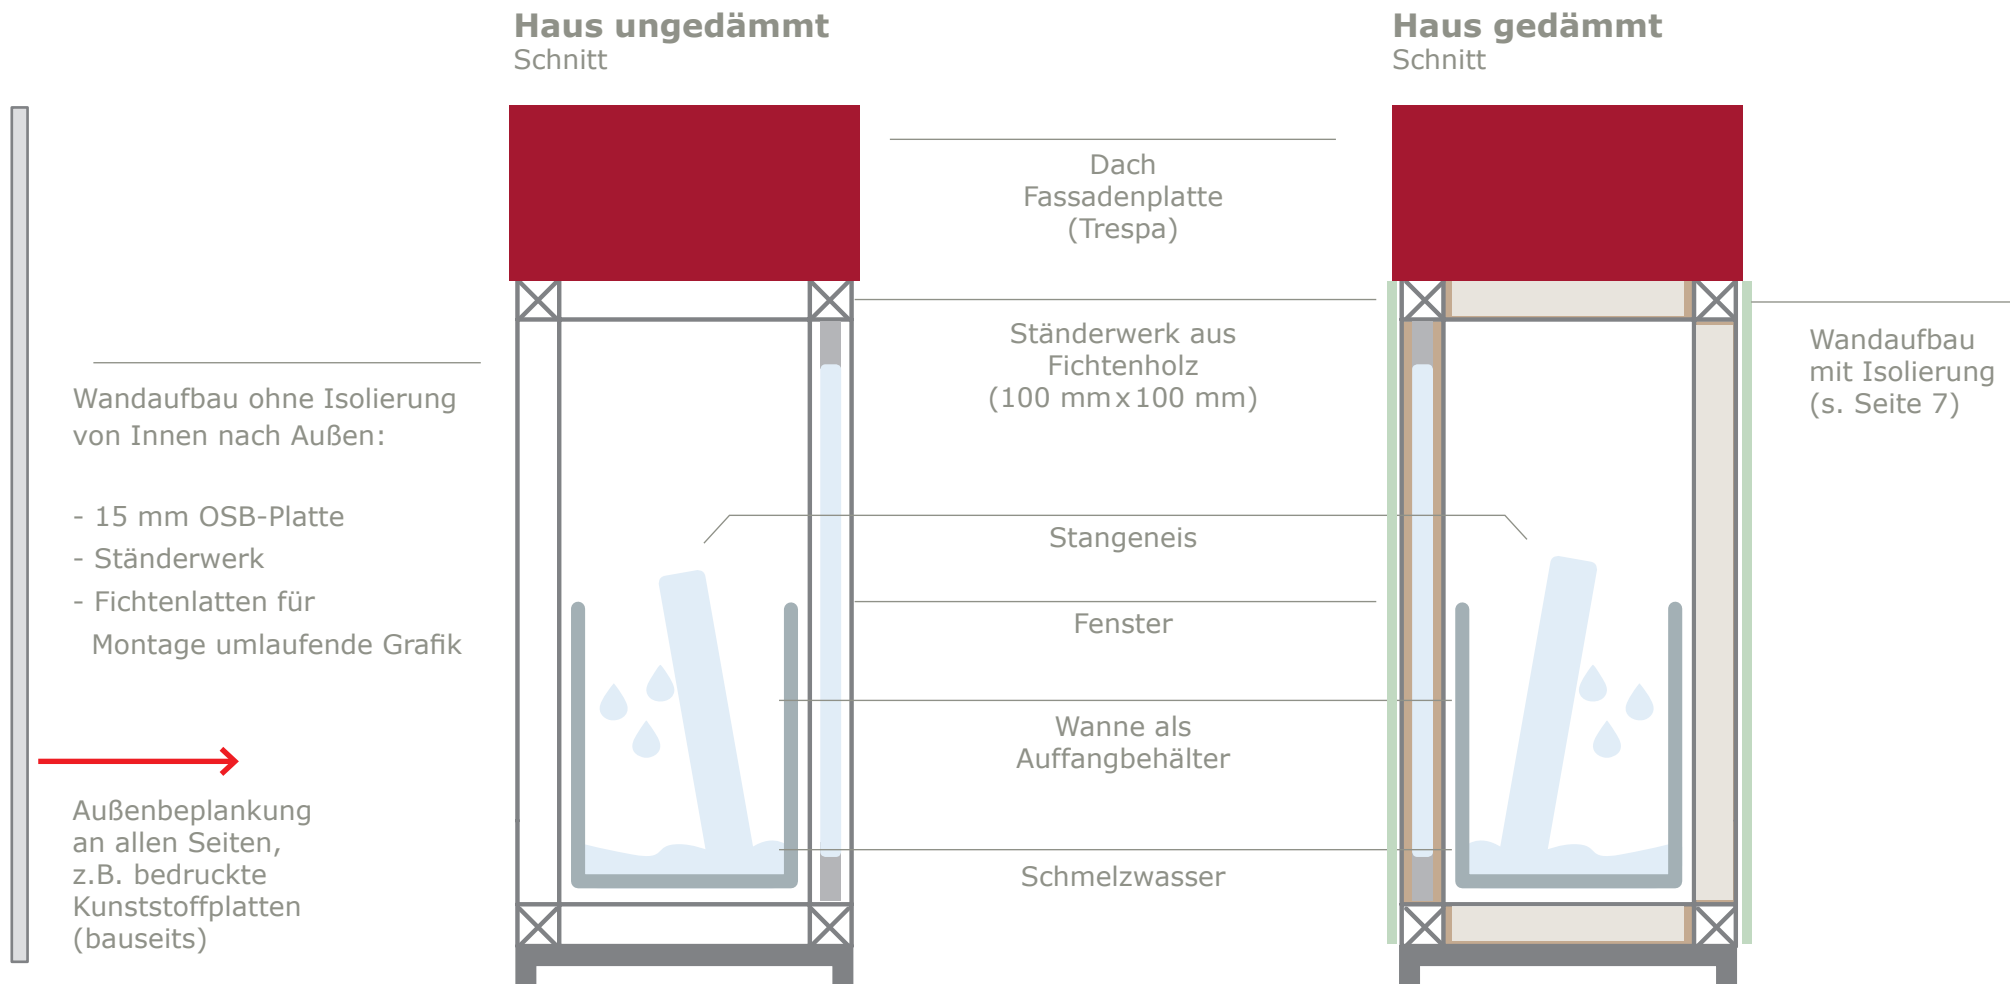 Haus ungedämmt
Schnitt
Haus gedämmt
Schnitt
Dach
Fassadenplatte
(Trespa)
Ständerwerk aus
Fichtenholz
(100 mm x 100 mm)
Wandaufbau
mit Isolierung
(s. Seite 7)
Wandaufbau ohne Isolierung
von Innen nach Außen:
- 15 mm OSB-Platte
- Ständerwerk
- Fichtenlatten für
Montage umlaufende Grafik
Stangeneis
Fenster
Wanne als
Auffangbehälter
Schmelzwasser
Außenbeplankung
an allen Seiten,
z.B. bedruckte
Kunststoffplatten
(bauseits)